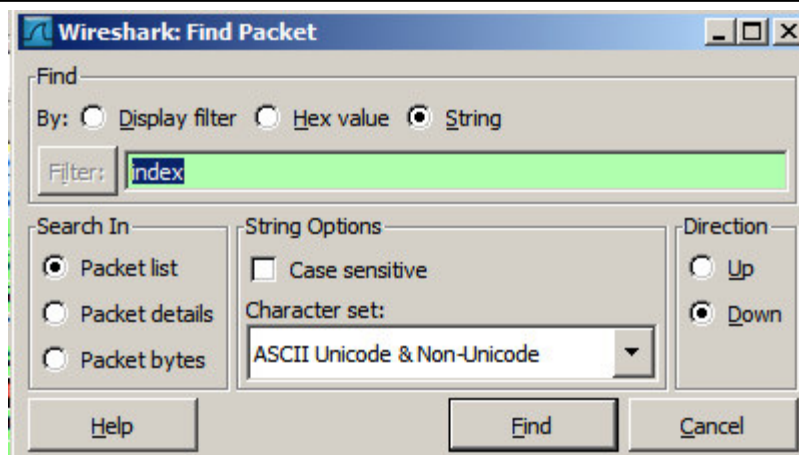 Wireshark: Find Packet
Find
By: Display filter Hex value String
Filter: index
Search In
Packet list
Packet details
Packet bytes
String Options
Case sensitive
Character set:
ASCII Unicode & Non-Unicode
Direction
Up
Down
Help Find Cancel